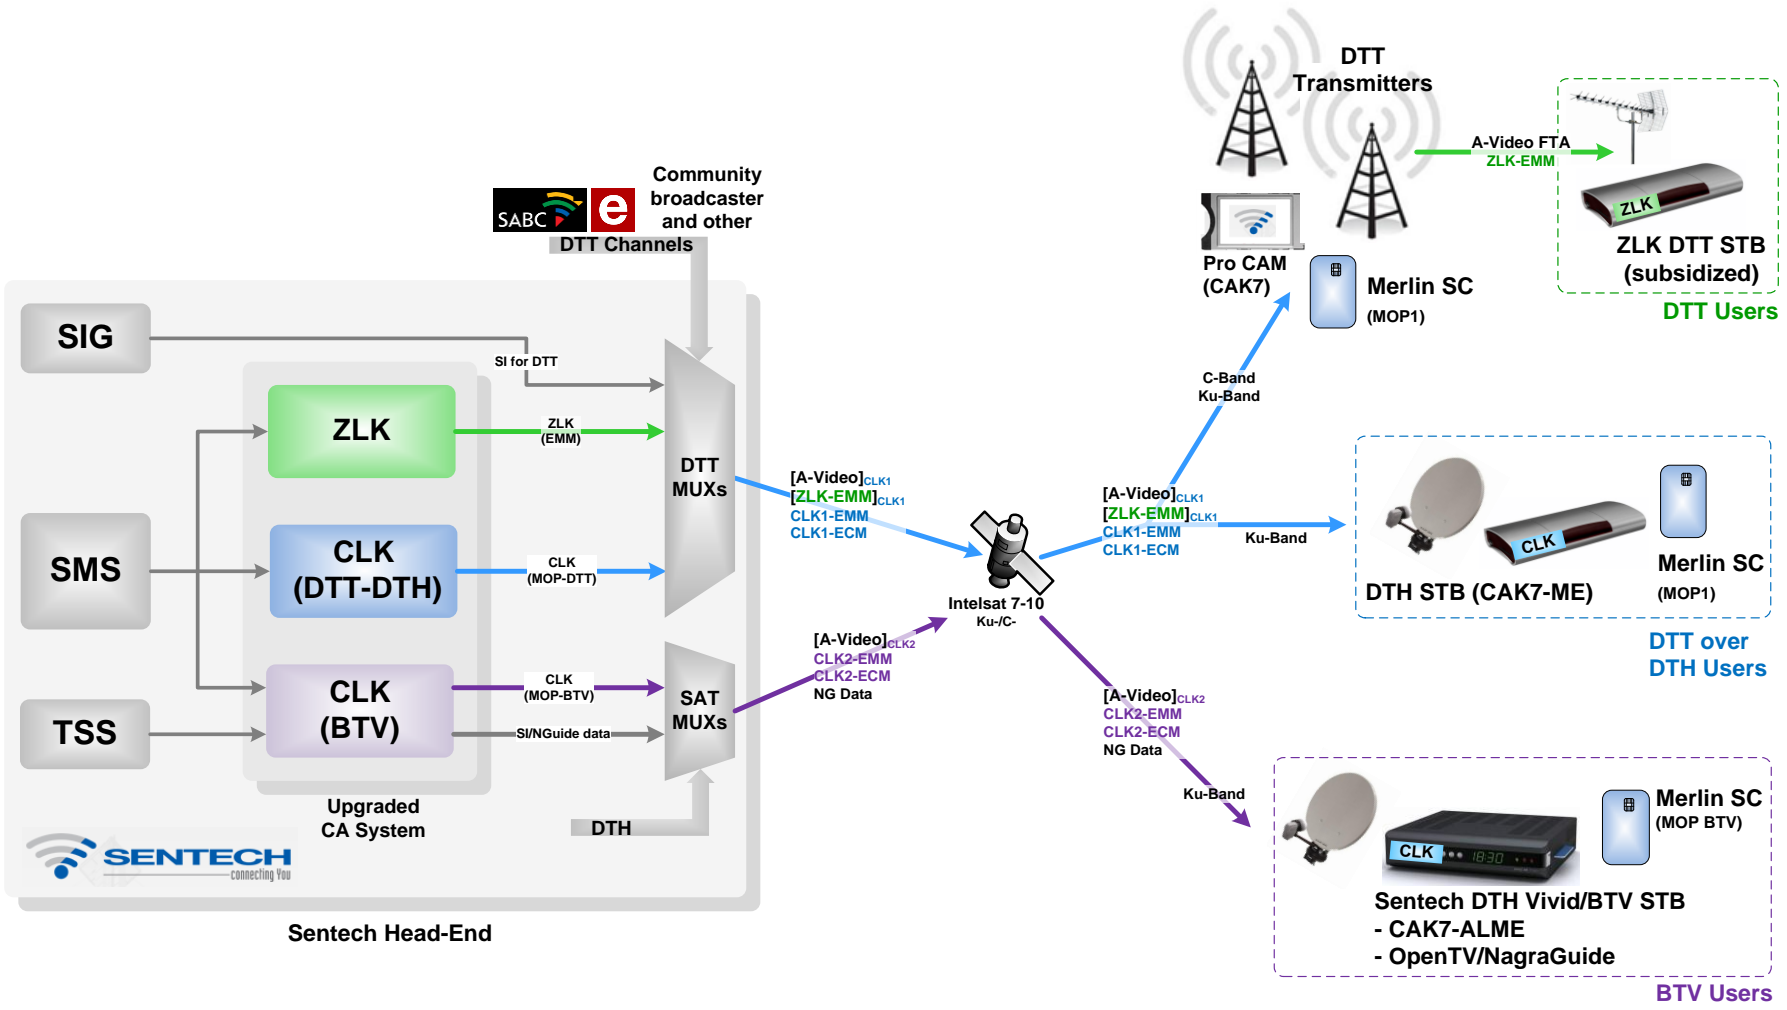 DTT
Transmitters
A-Video FTA
ZLK-EMM
ZLK
ZLK DTT STB
(subsidized)
DTT Users
Pro CAM
(CAK7)
Merlin SC
(MOP1)
SABC
e
Community
broadcaster
and other
DTT Channels
SIG
SI for DTT
ZLK
ZLK
(EMM)
DTT
MUXs
SMS
CLK
(DTT-DTH)
CLK
(MOP-DTT)
CLK
(BTV)
CLK
(MOP-BTV)
SI/NGuide data
SAT
MUXs
TSS
Upgraded
CA System
DTH
SENTECH
connecting You
Sentech Head-End
[A-Video]CLK1
[ZLK-EMM]CLK1
CLK1-EMM
CLK1-ECM
[A-Video]CLK2
CLK2-EMM
CLK2-ECM
NG Data
Intelsat 7-10
Ku-/C-
C-Band
Ku-Band
[A-Video]CLK1
[ZLK-EMM]CLK1
CLK1-EMM
CLK1-ECM
Ku-Band
CLK
DTH STB (CAK7-ME)
Merlin SC
(MOP1)
DTT over
DTH Users
[A-Video]CLK2
CLK2-EMM
CLK2-ECM
NG Data
Ku-Band
CLK
18:30
Merlin SC
(MOP BTV)
Sentech DTH Vivid/BTV STB
- CAK7-ALME
- OpenTV/NagraGuide
BTV Users